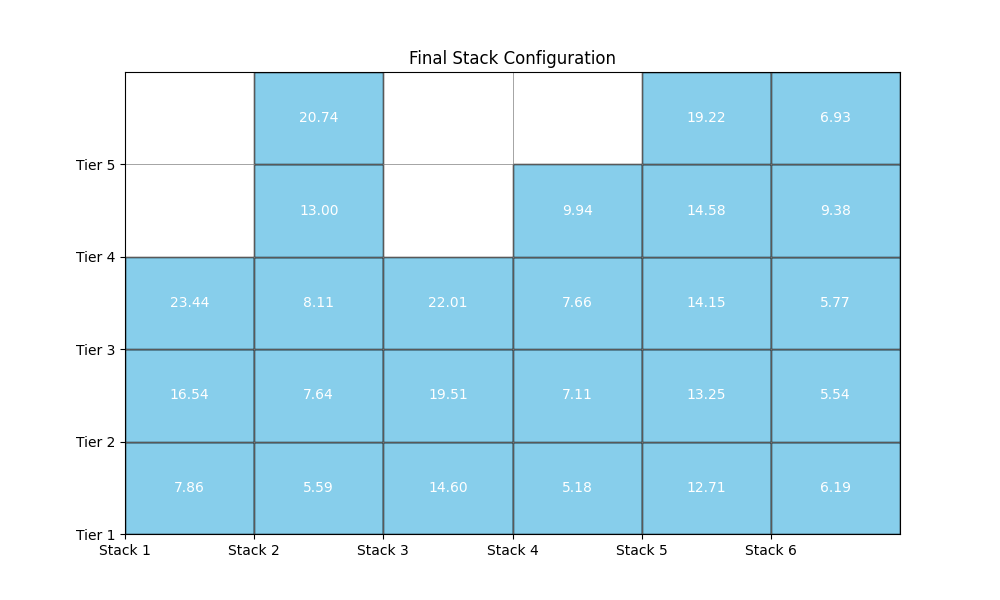 Final Stack Configuration
20.74 19.22 6.93
Tier 5
13.00 9.94 14.58 9.38
Tier 4
23.44 8.11 22.01 7.66 14.15 5.77
Tier 3
16.54 7.64 19.51 7.11 13.25 5.54
Tier 2
7.86 5.59 14.60 5.18 12.71 6.19
Tier 1
Stack 1 Stack 2 Stack 3 Stack 4 Stack 5 Stack 6